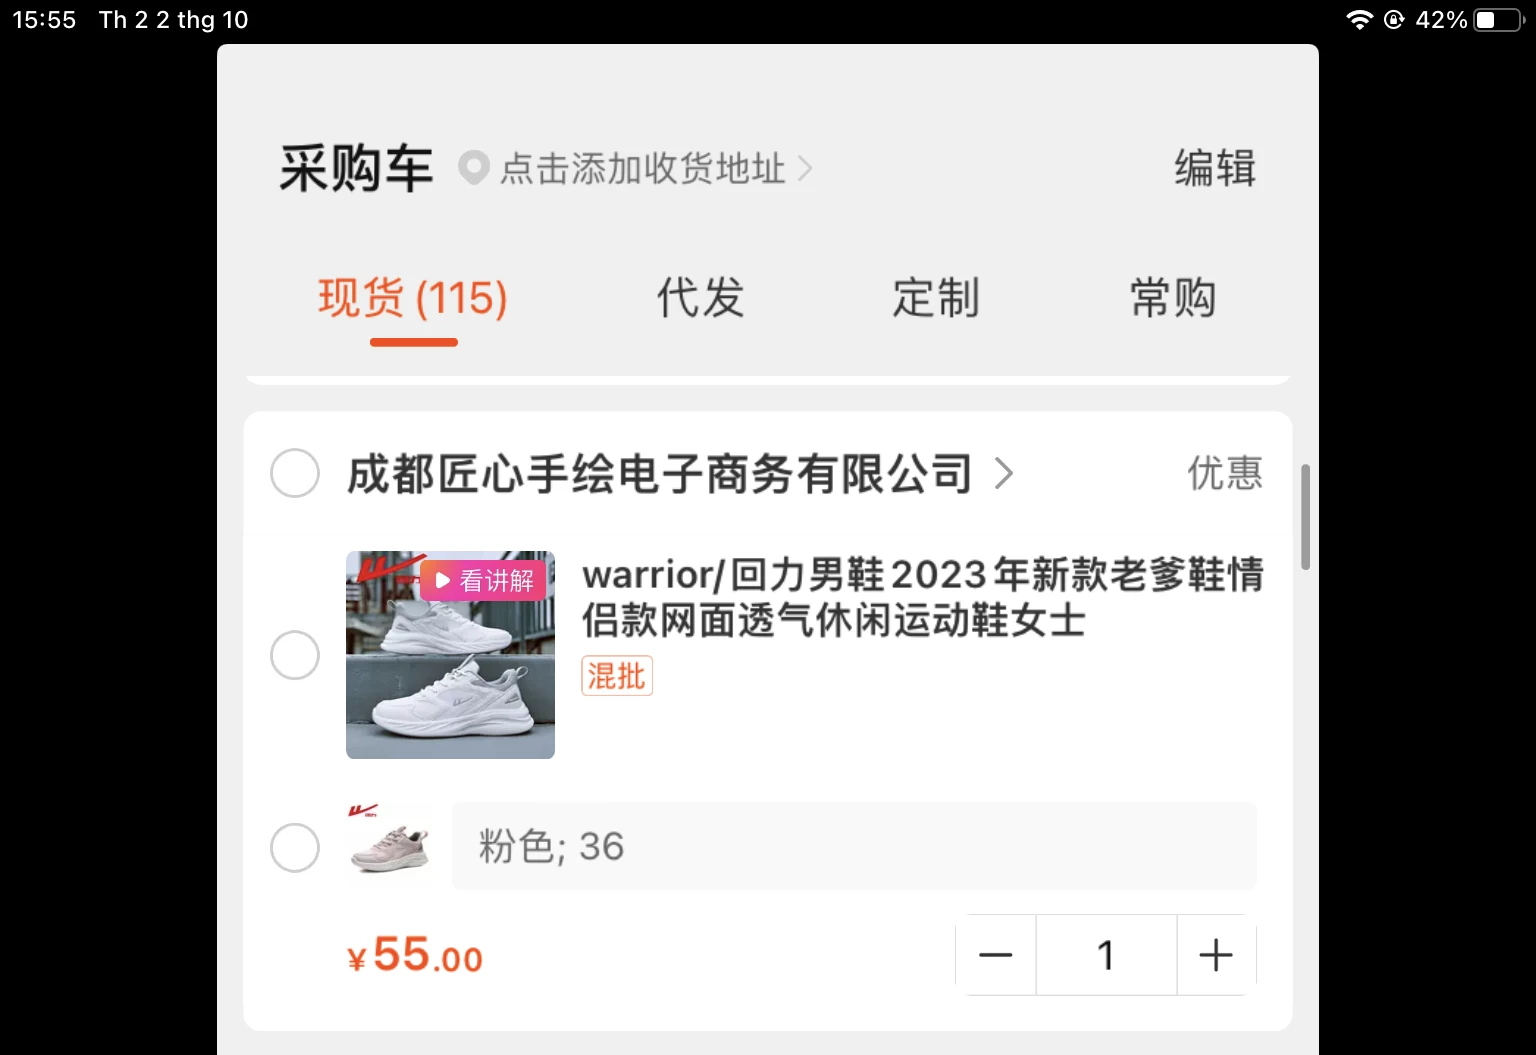 15:55 Th 2 2 thg 10 42%
采购车 点击添加收货地址 编辑
现货 (115) 代发 定制 常购
成都匠心手绘电子商务有限公司 优惠
看讲解
warrior/回力男鞋2023年新款老爹鞋情
侣款网面透气休闲运动鞋女士
混批
粉色; 36
¥55.00 1